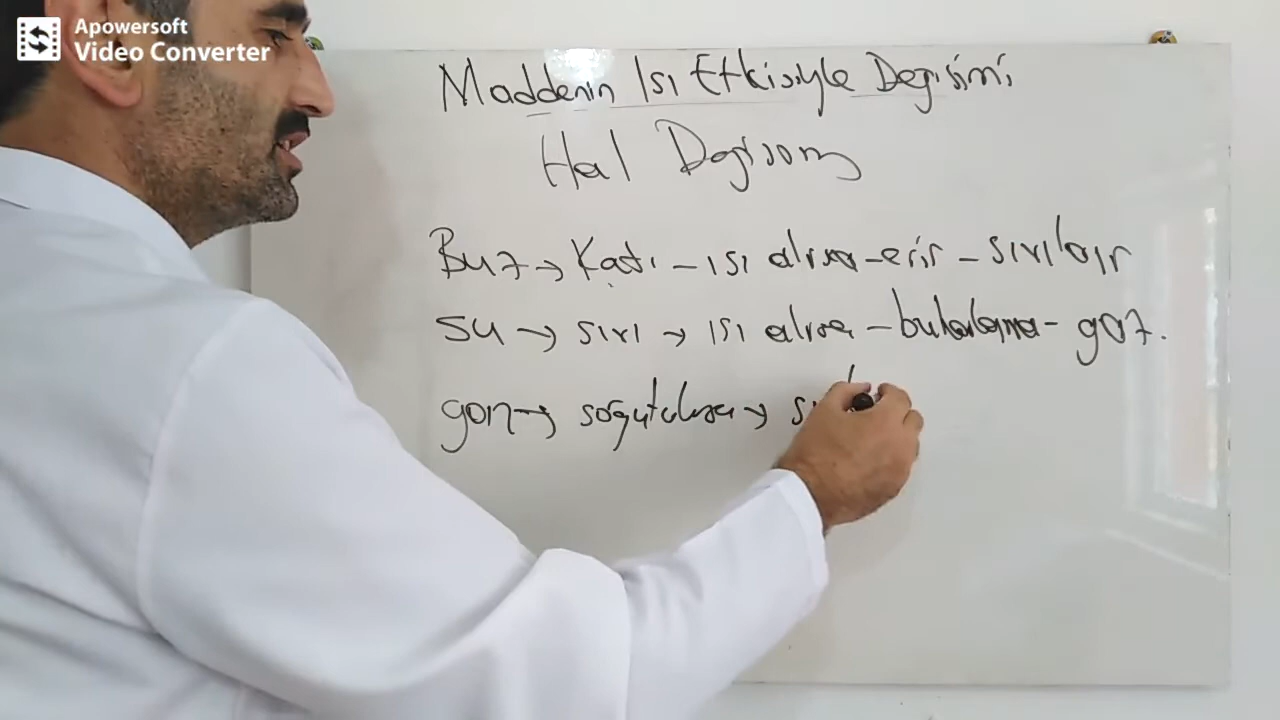 Apowersoft
Video Converter
Maddenin Isı Etkisiyle Değişimi
Hal Değişimi
Buz → Katı - ısı alırsa - erir - sıvılaşır
Su → sıvı → ısı alırsa - buharlaşma - gaz.
gaz → soğutulursa →